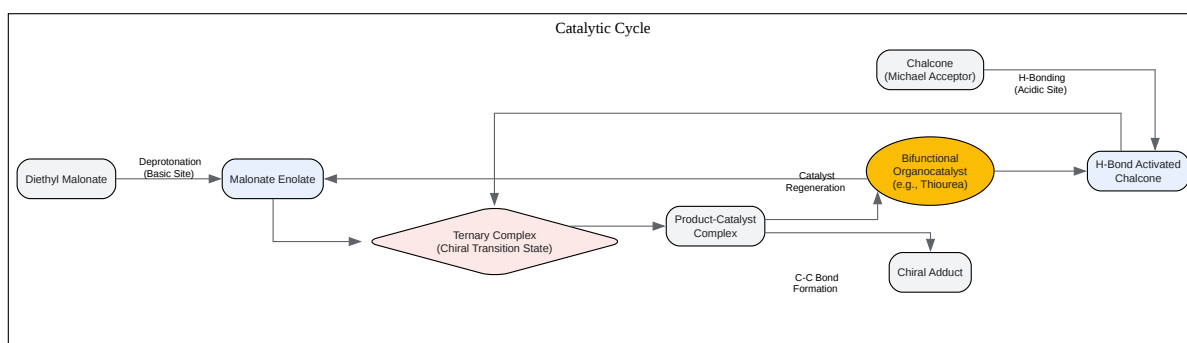 Catalytic Cycle
Chalcone
(Michael Acceptor)
H-Bonding
(Acidic Site)
Diethyl Malonate
Deprotonation
(Basic Site)
Malonate Enolate
Catalyst
Regeneration
Bifunctional
Organocatalyst
(e.g., Thiourea)
H-Bond Activated
Chalcone
Ternary Complex
(Chiral Transition State)
Product-Catalyst
Complex
C-C Bond
Formation
Chiral Adduct